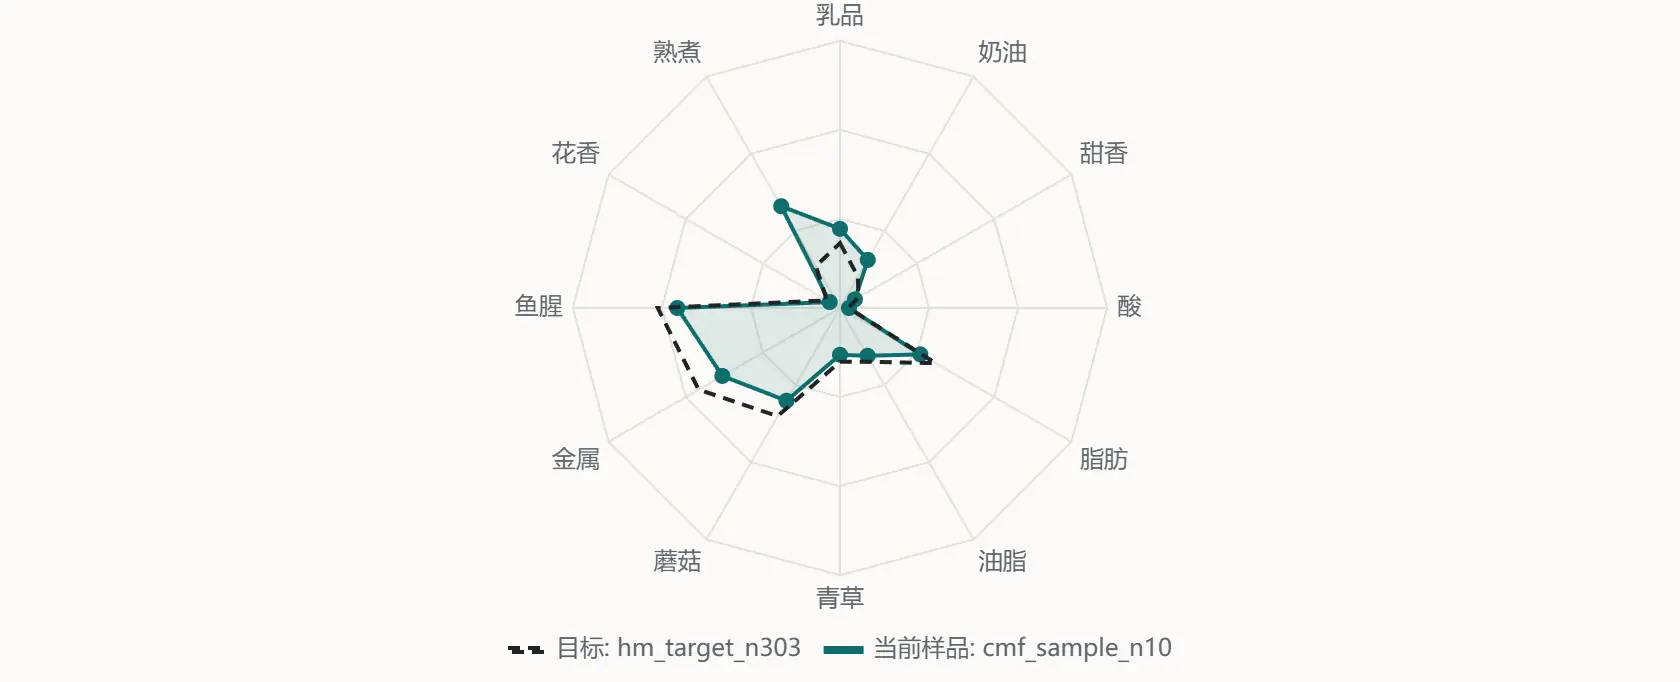 乳品
熟煮
奶油
花香
甜香
鱼腥
酸
金属
脂肪
蘑菇
油脂
青草
目标: hm_target_n303
当前样品: cmf_sample_n10